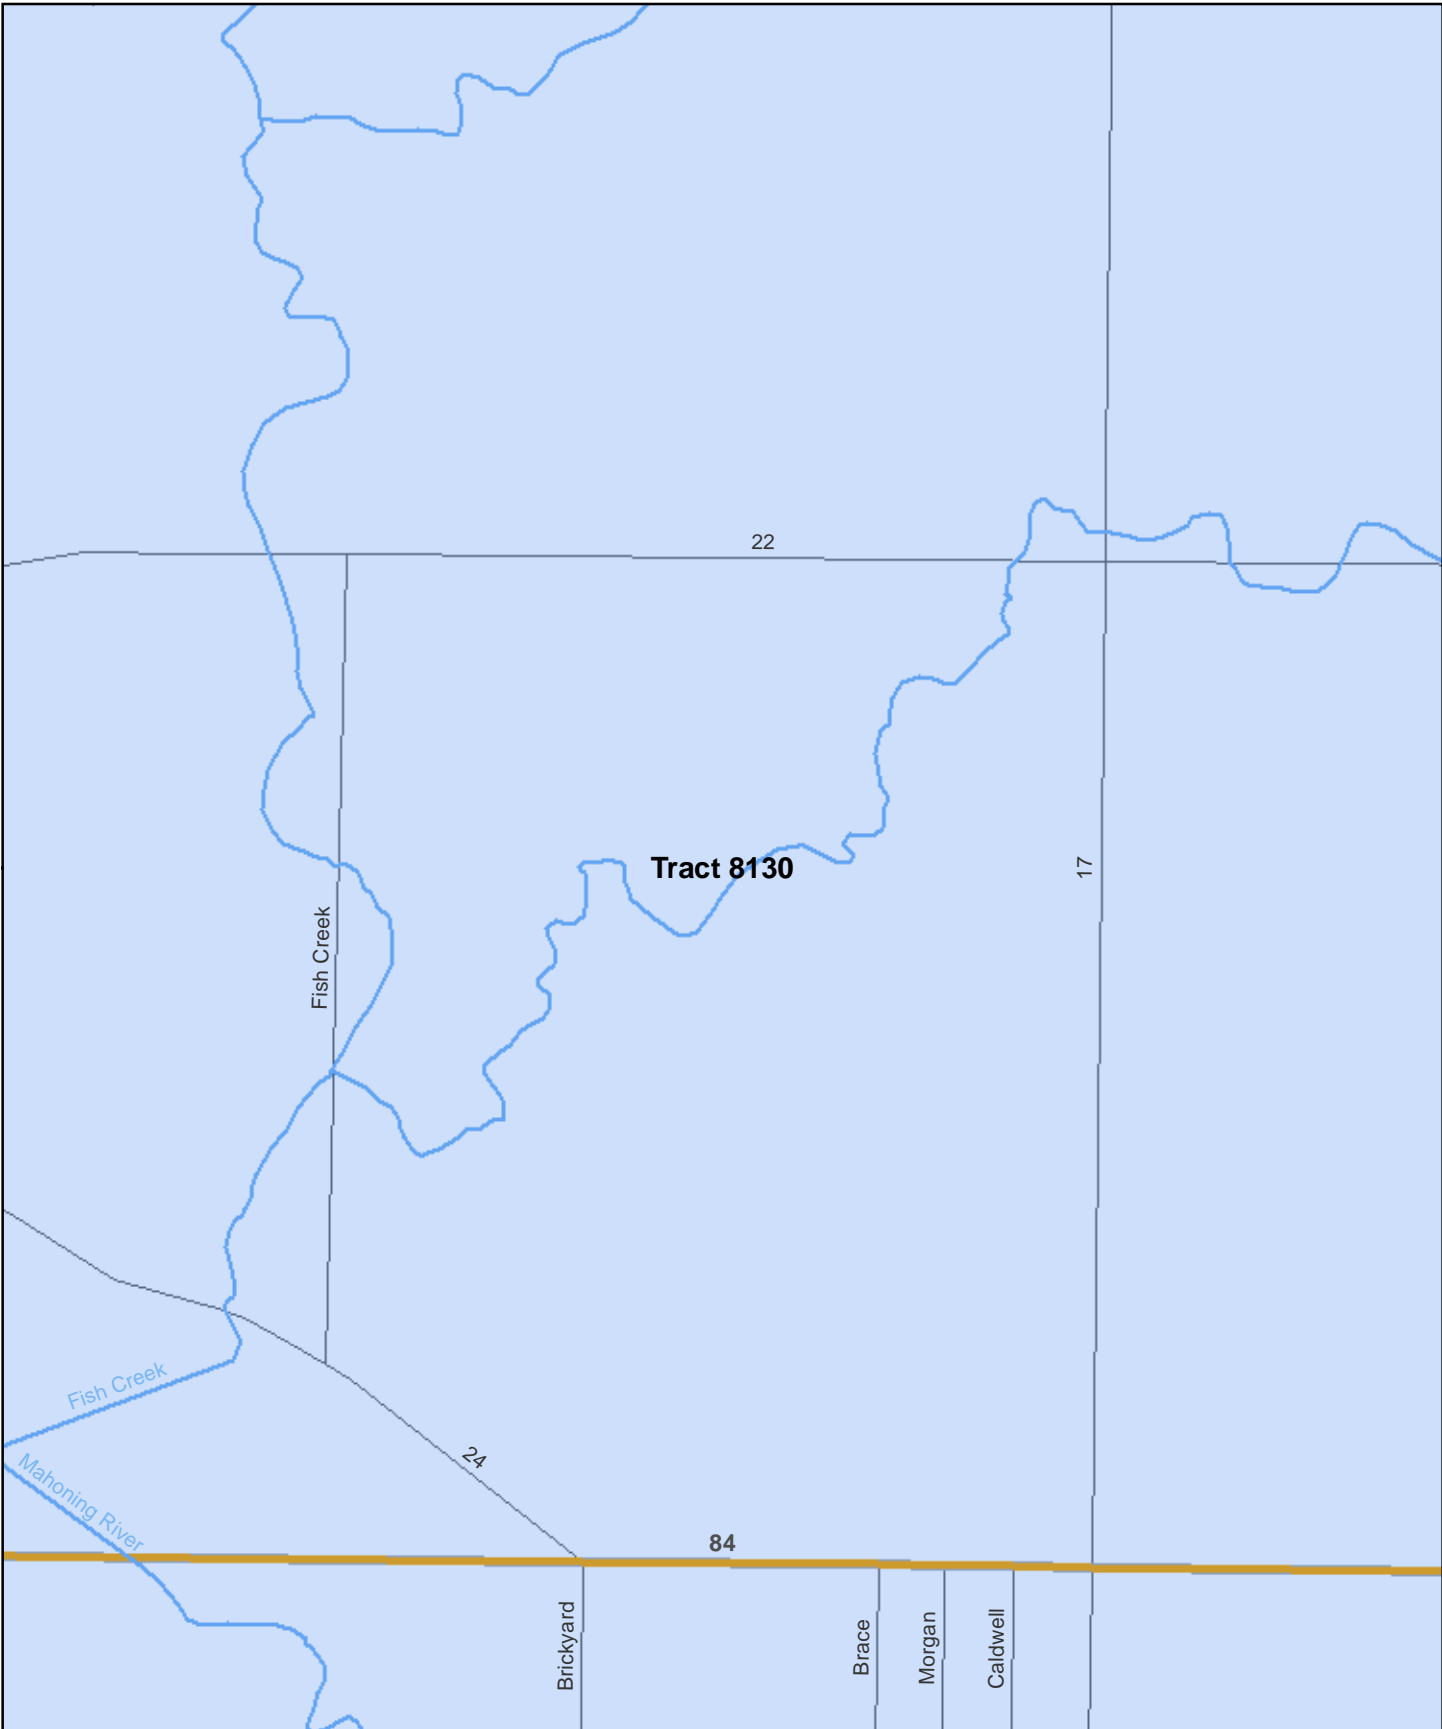 22
Tract 8130
17
Fish Creek
Fish Creek
24
Mahoning River
84
Brickyard
Brace
Morgan
Caldwell